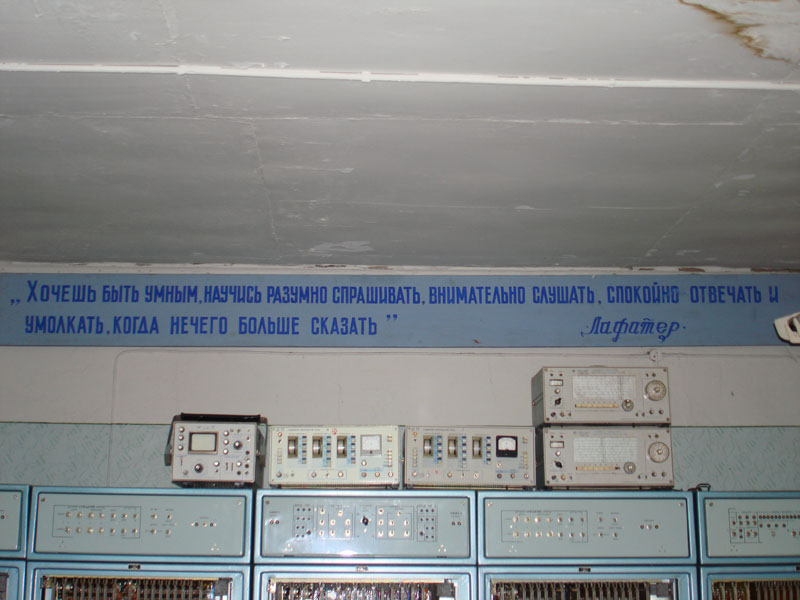 „Хочешь быть умным, научись разумно спрашивать, внимательно слушать, спокойно отвечать и
умолкать, когда нечего больше сказать”
Лафатер.